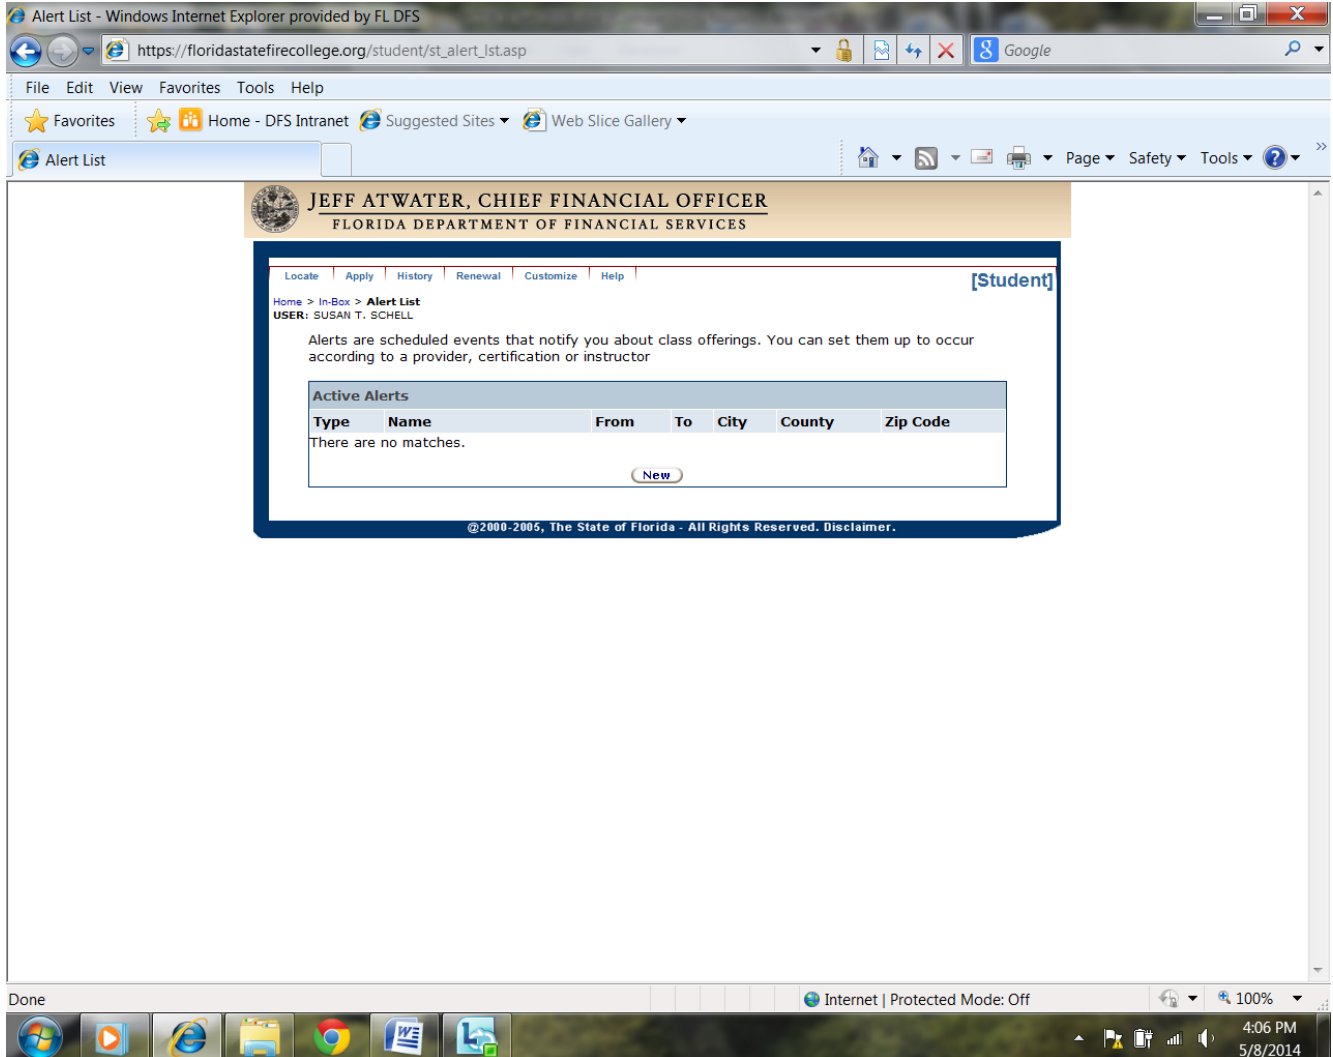 Alert List - Windows Internet Explorer provided by FL DFS
https://floridastatefirecollege.org/student/st_alert_lst.asp
Google
File Edit View Favorites Tools Help
Favorites Home - DFS Intranet Suggested Sites Web Slice Gallery
Alert List Page Safety Tools
JEFF ATWATER, CHIEF FINANCIAL OFFICER
FLORIDA DEPARTMENT OF FINANCIAL SERVICES
Locate Apply History Renewal Customize Help
[Student]
Home > In-Box > Alert List
USER: SUSAN T. SCHELL
Alerts are scheduled events that notify you about class offerings. You can set them up to occur
according to a provider, certification or instructor
Active Alerts
Type Name From To City County Zip Code
There are no matches.
New
@2000-2005, The State of Florida - All Rights Reserved. Disclaimer.
Done Internet | Protected Mode: Off 100%
4:06 PM
5/8/2014